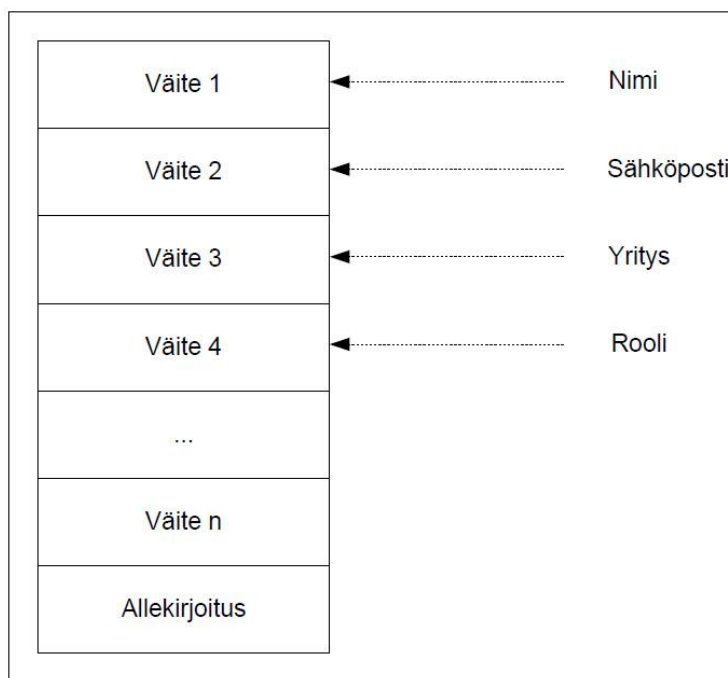 Väite 1
Nimi
Väite 2
Sähköposti
Väite 3
Yritys
Väite 4
Rooli
...
Väite n
Allekirjoitus